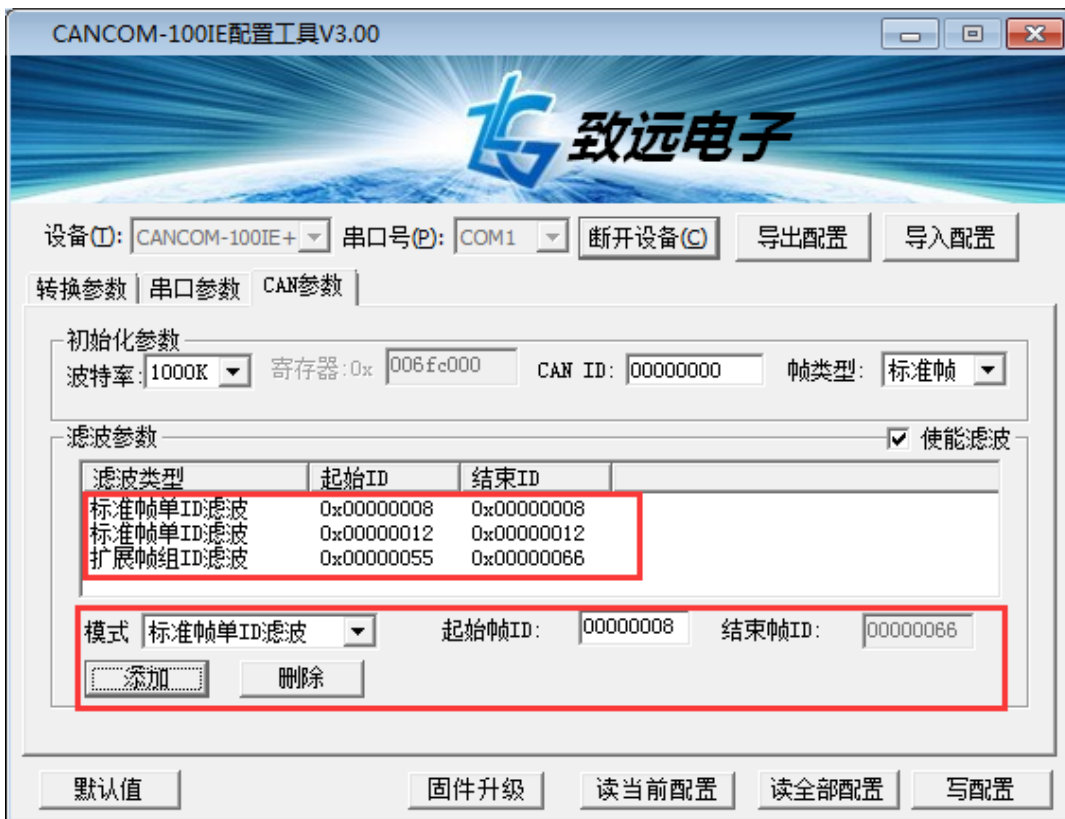 CANCOM-100IE配置工具V3.00
致远电子
设备(T): CANCOM-100IE+ 串口号(P): COM1 断开设备(C) 导出配置 导入配置
转换参数 串口参数 CAN参数
初始化参数
波特率: 1000K 寄存器:0x 006fc000 CAN ID: 00000000 帧类型: 标准帧
滤波参数 使能滤波
滤波类型 起始ID 结束ID
标准帧单ID滤波 0x00000008 0x00000008
标准帧单ID滤波 0x00000012 0x00000012
扩展帧组ID滤波 0x00000055 0x00000066
模式 标准帧单ID滤波 起始帧ID: 00000008 结束帧ID: 00000066
添加 删除
默认值 固件升级 读当前配置 读全部配置 写配置